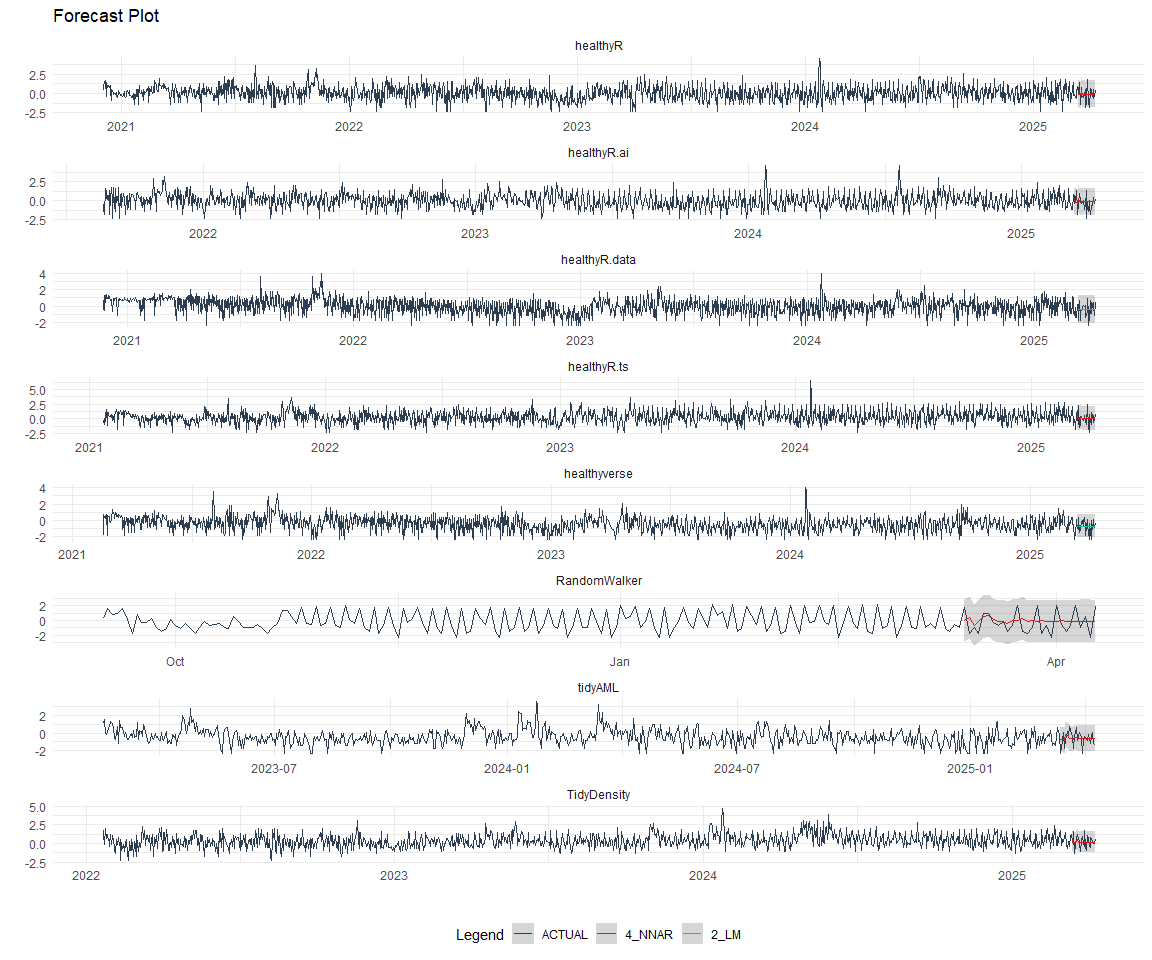 Forecast Plot
healthyR
2.5
0.0
-2.5
2021 2022 2023 2024 2025
healthyR.ai
2.5
0.0
-2.5
2022 2023 2024 2025
healthyR.data
4
2
0
-2
2021 2022 2023 2024 2025
healthyR.ts
5.0
2.5
0.0
-2.5
2021 2022 2023 2024 2025
healthyverse
4
2
0
-2
2021 2022 2023 2024 2025
RandomWalker
2
0
-2
Oct Jan Apr
tidyAML
2
0
-2
2023-07 2024-01 2024-07 2025-01
TidyDensity
5.0
2.5
0.0
-2.5
2022 2023 2024 2025
Legend ACTUAL 4_NNAR 2_LM